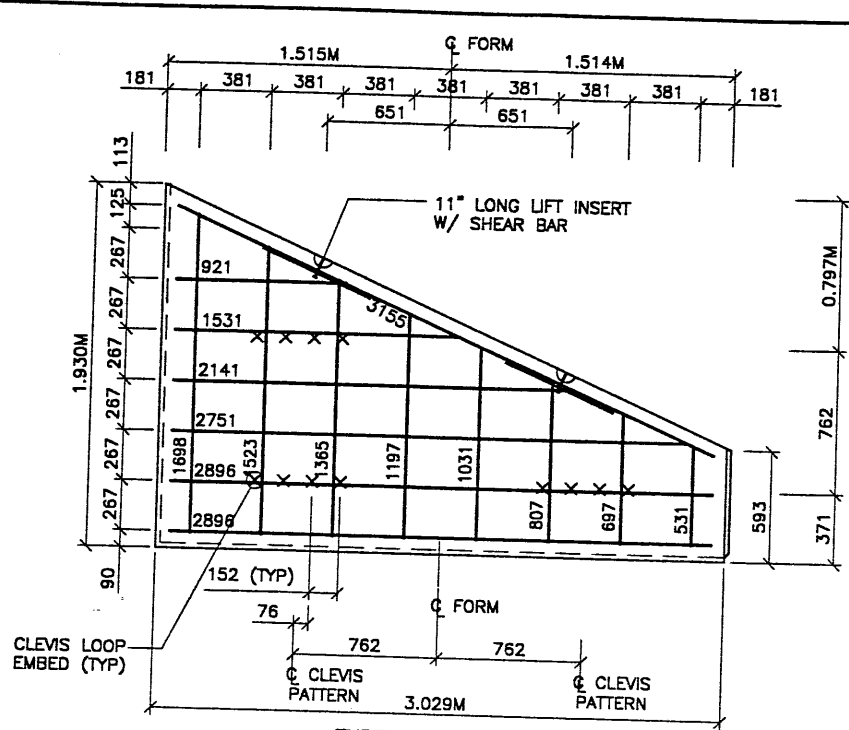 ℄ FORM
1.515M 1.514M
181 381 381 381 381 381 381 381 181
651 651
113
125
267
267
267
267
267
267
90
1.930M
11" LONG LIFT INSERT
W/ SHEAR BAR
0.797M
762
371
593
921
3155
1531
2141
2751
2896
2896
1698
1523
1365
1197
1031
807
697
531
152 (TYP)
76
℄ FORM
762 762
CLEVIS LOOP
EMBED (TYP)
℄ CLEVIS
PATTERN
℄ CLEVIS
PATTERN
3.029M